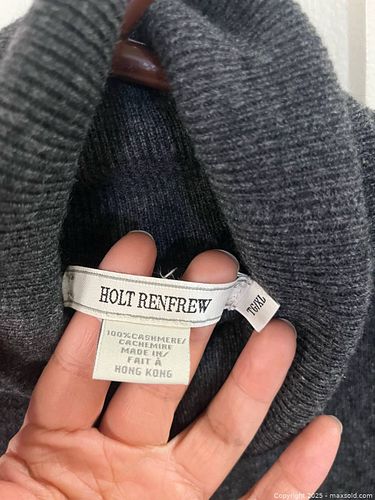 HOLT RENFREW
TG/XL
100%CASHMERE/
CACHEMIRE
MADE IN/
FAIT À
HONG KONG
Copyright 2025 - maxsold.com